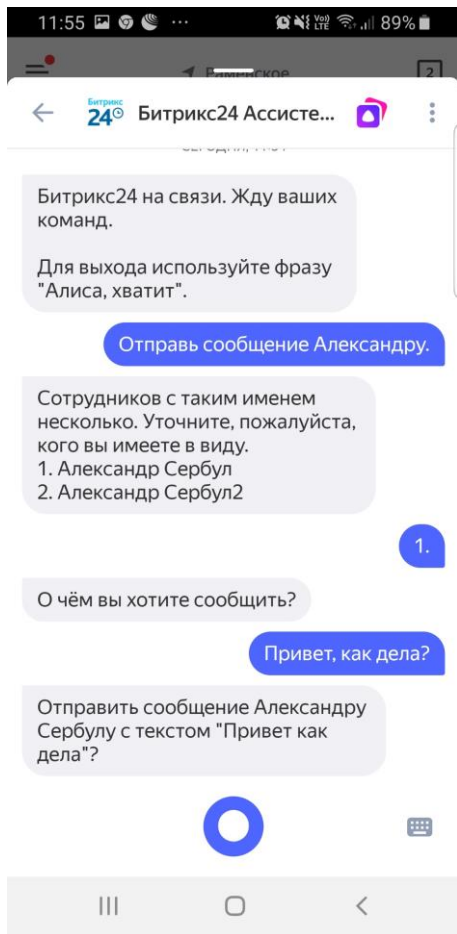 11:55
89%
Раменское
2
Битрикс
24
Битрикс24 Ассисте...
Битрикс24 на связи. Жду ваших
команд.
Для выхода используйте фразу
"Алиса, хватит".
Отправь сообщение Александру.
Сотрудников с таким именем
несколько. Уточните, пожалуйста,
кого вы имеете в виду.
1. Александр Сербул
2. Александр Сербул2
1.
О чём вы хотите сообщить?
Привет, как дела?
Отправить сообщение Александру
Сербулу с текстом "Привет как
дела"?